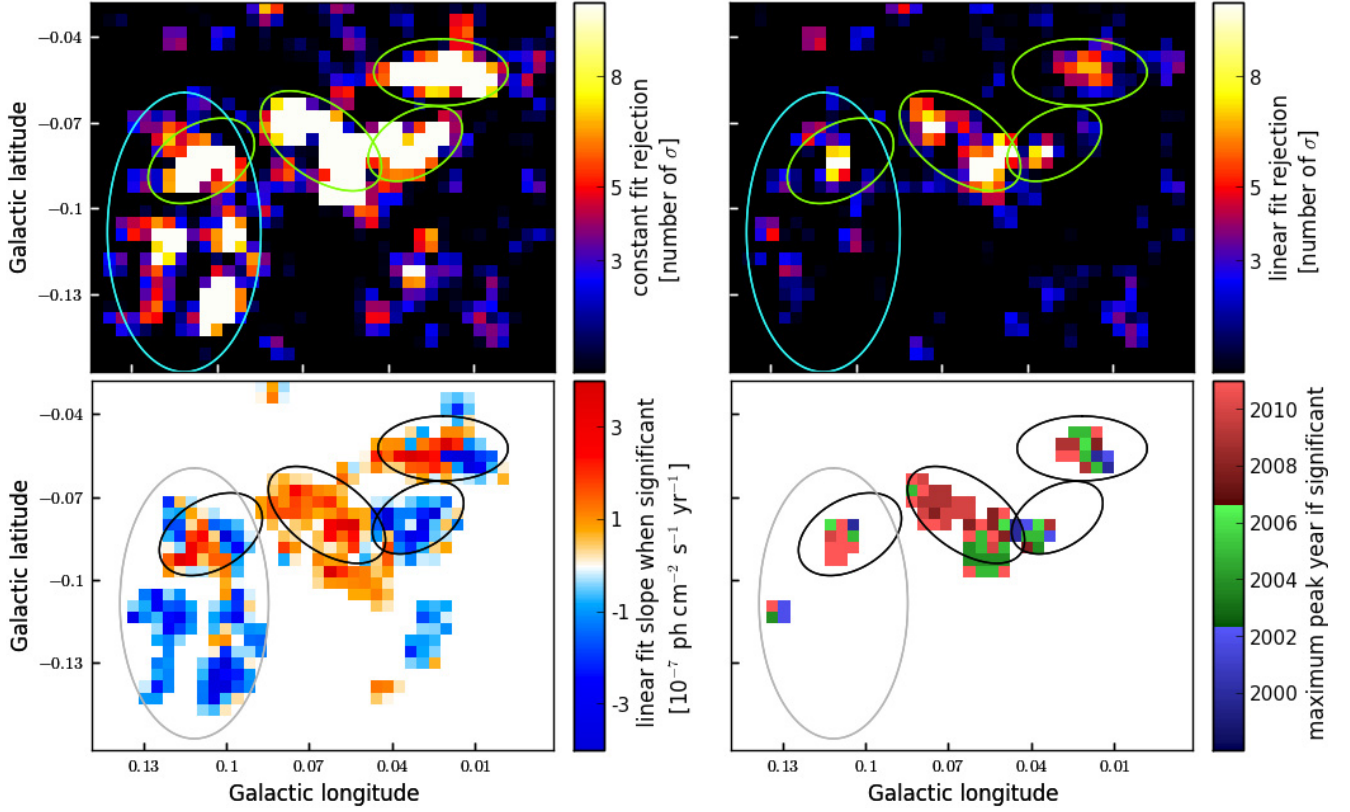 −0.04
−0.07
−0.1
−0.13
Galactic latitude
8
5
3
constant fit rejection
[number of σ]
8
5
3
linear fit rejection
[number of σ]
−0.04
−0.07
−0.1
−0.13
Galactic latitude
0.13 0.1 0.07 0.04 0.01
Galactic longitude
3
1
-1
-3
linear fit slope when significant
[10⁻⁷ ph cm⁻² s⁻¹ yr⁻¹]
0.13 0.1 0.07 0.04 0.01
Galactic longitude
2010
2008
2006
2004
2002
2000
maximum peak year if significant